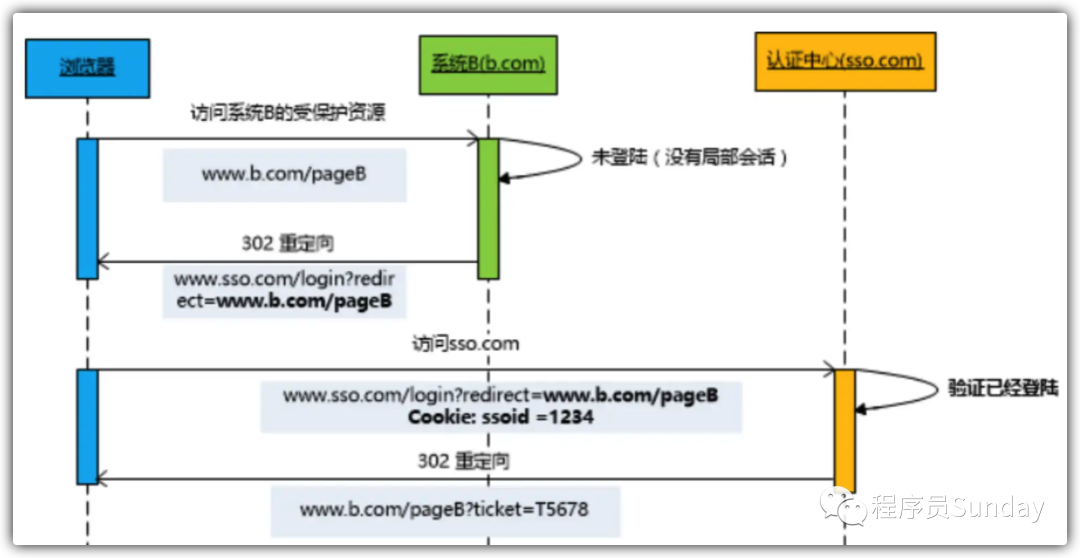 浏览器
系统B(b.com)
认证中心(sso.com)
访问系统B的受保护资源
未登陆（没有局部会话）
www.b.com/pageB
302 重定向
www.sso.com/login?redir
ect=www.b.com/pageB
访问sso.com
www.sso.com/login?redirect=www.b.com/pageB
Cookie: ssoid =1234
验证已经登陆
302 重定向
www.b.com/pageB?ticket=T5678
程序员Sunday